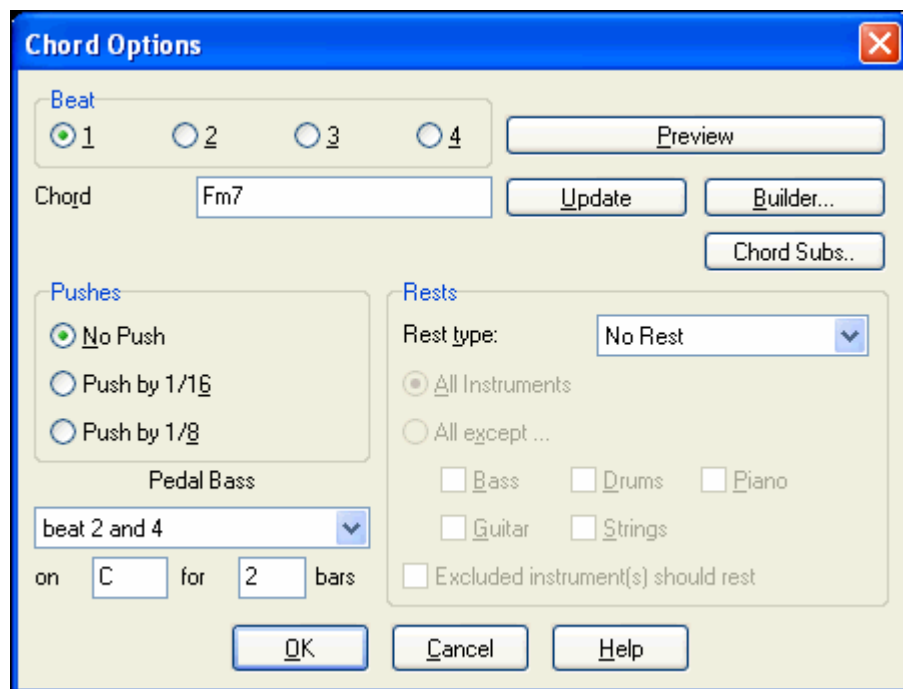 Chord Options
Beat
1 2 3 4
Preview
Chord Fm7 Update Builder...
Chord Subs..
Pushes
No Push
Push by 1/16
Push by 1/8
Pedal Bass
beat 2 and 4
on C for 2 bars
Rests
Rest type: No Rest
All Instruments
All except ...
Bass Drums Piano
Guitar Strings
Excluded instrument(s) should rest
OK Cancel Help